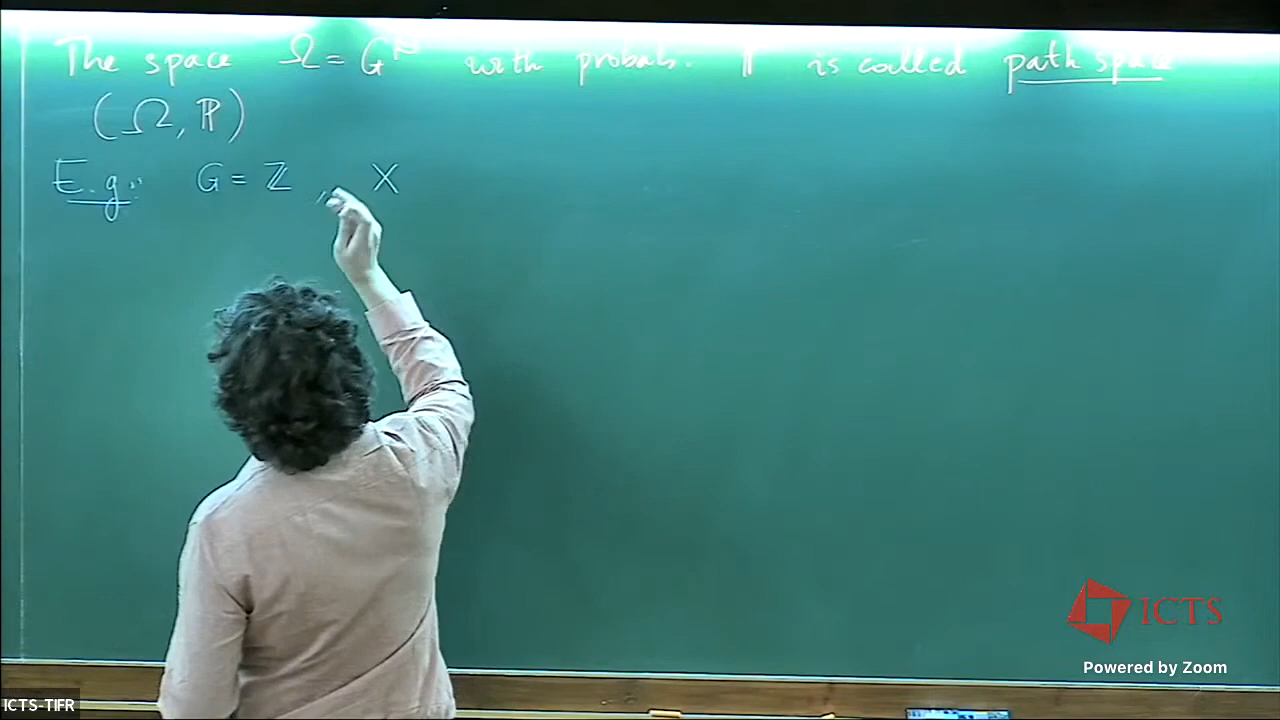 The space Ω = G^ℕ with probab. ℙ is called path space
(Ω, ℙ)
E.g.: G = ℤ , X
ICTS
Powered by Zoom
ICTS-TIFR